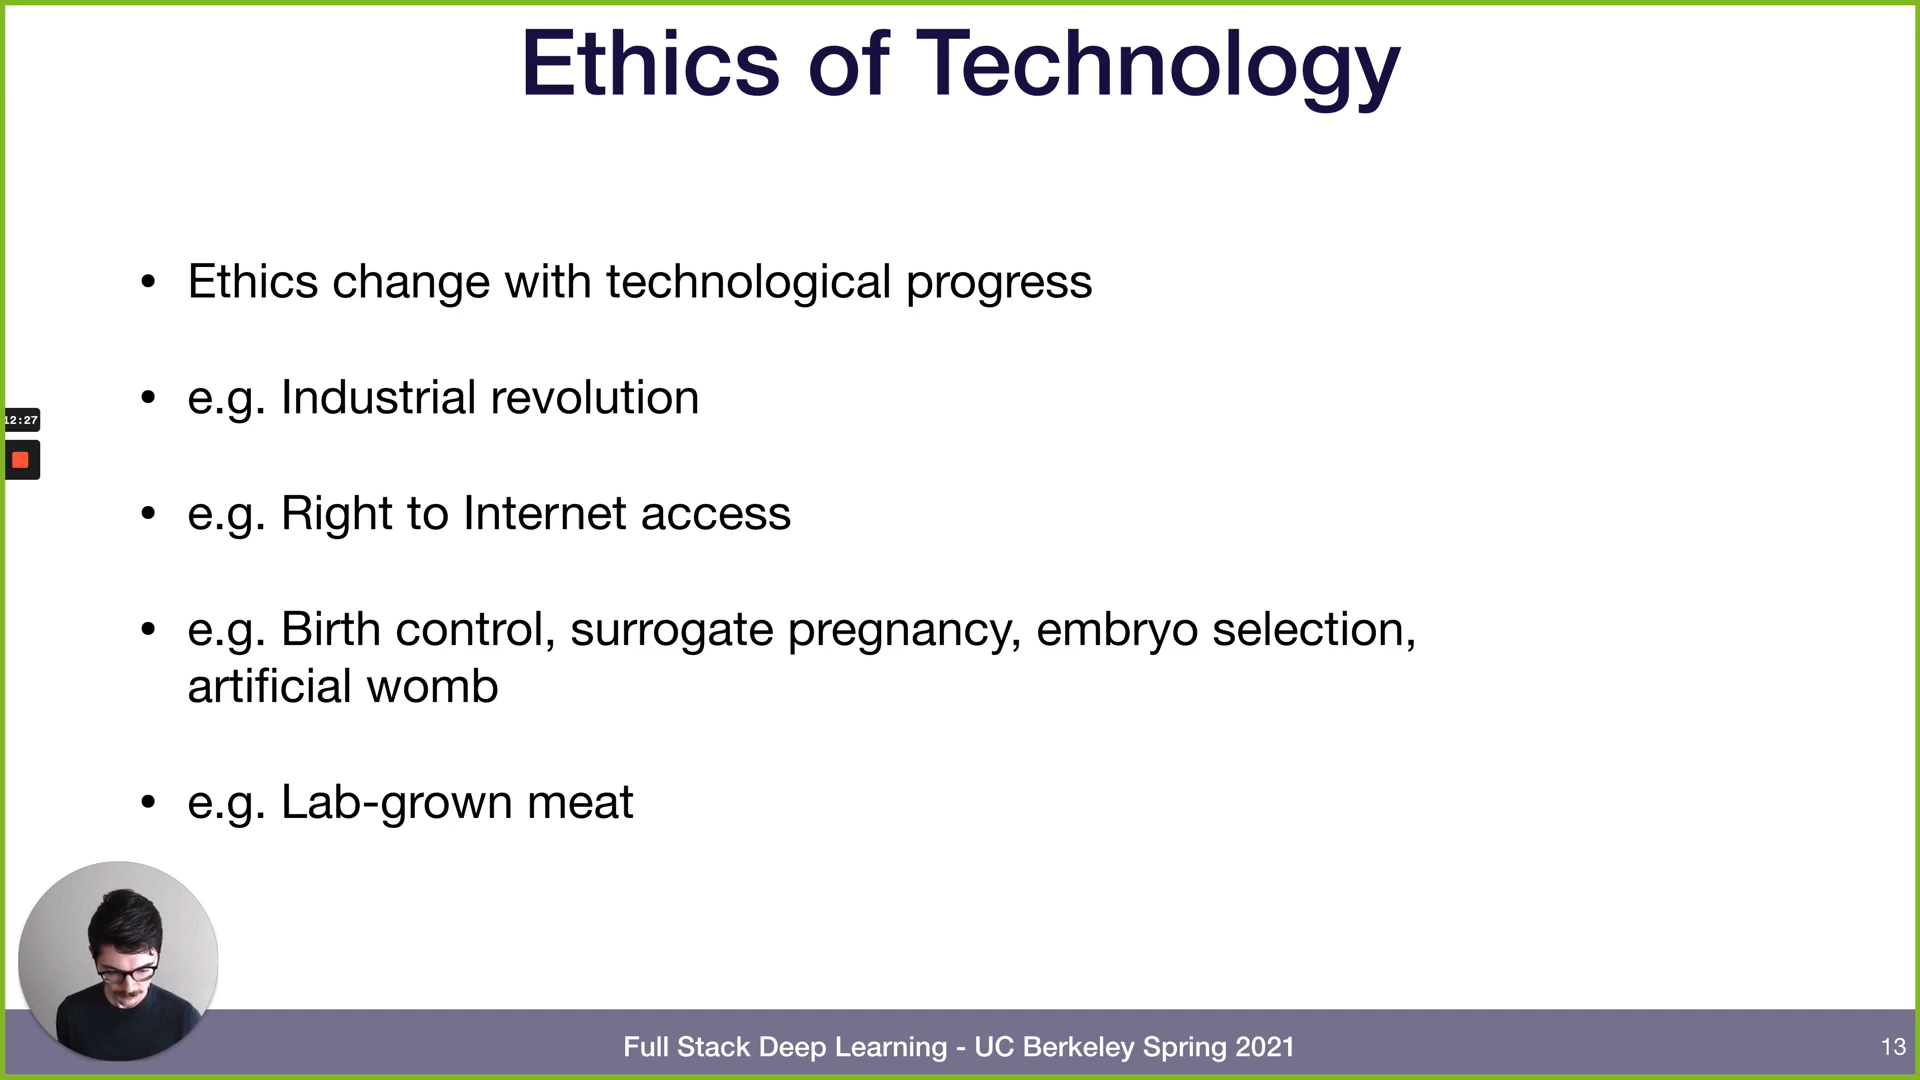 Ethics of Technology
• Ethics change with technological progress
• e.g. Industrial revolution
12:27
• e.g. Right to Internet access
• e.g. Birth control, surrogate pregnancy, embryo selection,
artificial womb
• e.g. Lab-grown meat
Full Stack Deep Learning - UC Berkeley Spring 2021
13